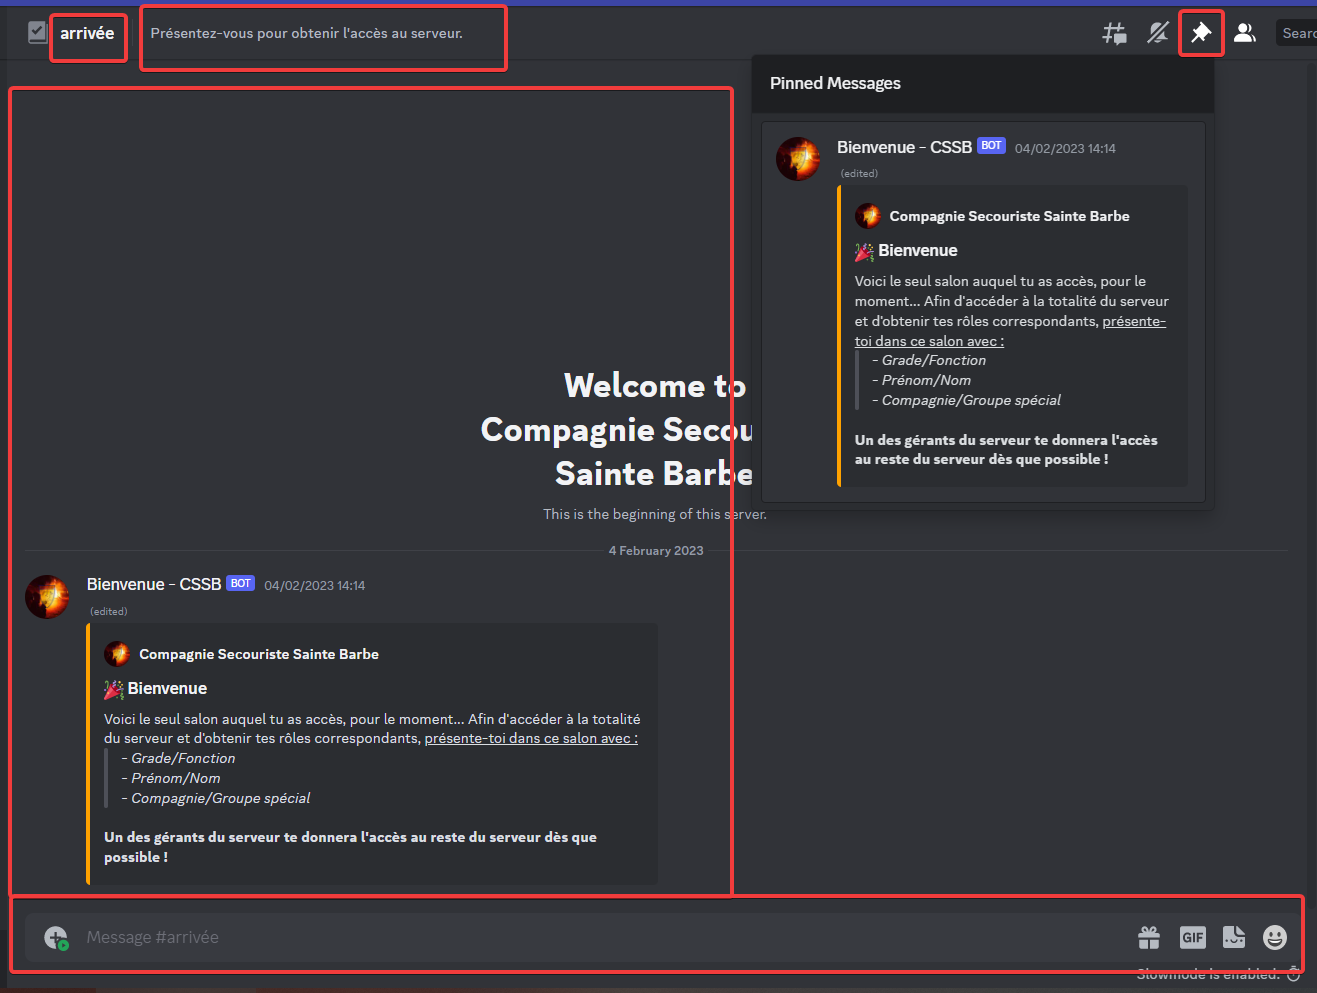 arrivée
Présentez-vous pour obtenir l'accès au serveur.
Searc
Pinned Messages
Bienvenue - CSSB BOT 04/02/2023 14:14
(edited)
Compagnie Secouriste Sainte Barbe
🎉 Bienvenue
Voici le seul salon auquel tu as accès, pour le
moment... Afin d'accéder à la totalité du serveur
et d'obtenir tes rôles correspondants, présente-
toi dans ce salon avec :
- Grade/Fonction
- Prénom/Nom
- Compagnie/Groupe spécial
Un des gérants du serveur te donnera l'accès
au reste du serveur dès que possible !
Welcome to
Compagnie Secou
Sainte Barbe
This is the beginning of this server.
4 February 2023
Bienvenue - CSSB BOT 04/02/2023 14:14
(edited)
Compagnie Secouriste Sainte Barbe
🎉 Bienvenue
Voici le seul salon auquel tu as accès, pour le moment... Afin d'accéder à la totalité
du serveur et d'obtenir tes rôles correspondants, présente-toi dans ce salon avec :
- Grade/Fonction
- Prénom/Nom
- Compagnie/Groupe spécial
Un des gérants du serveur te donnera l'accès au reste du serveur dès que
possible !
Message #arrivée
GIF
Slowmode is enabled.